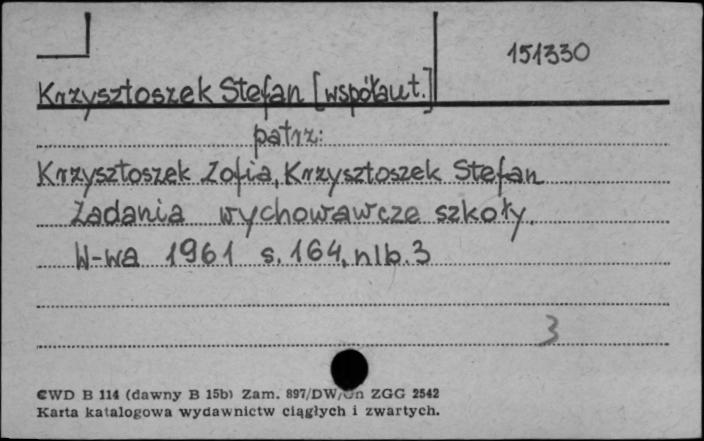 151330
Krzysztoszek Stefan [współaut.]
patrz:
Krzysztoszek Zofia, Krzysztoszek Stefan
Zadania wychowawcze szkoły.
W-wa 1961 s. 164, nlb. 3
3
CWD B 114 (dawny B 15b) Zam. 897/DW/Un ZGG 2542
Karta katalogowa wydawnictw ciągłych i zwartych.